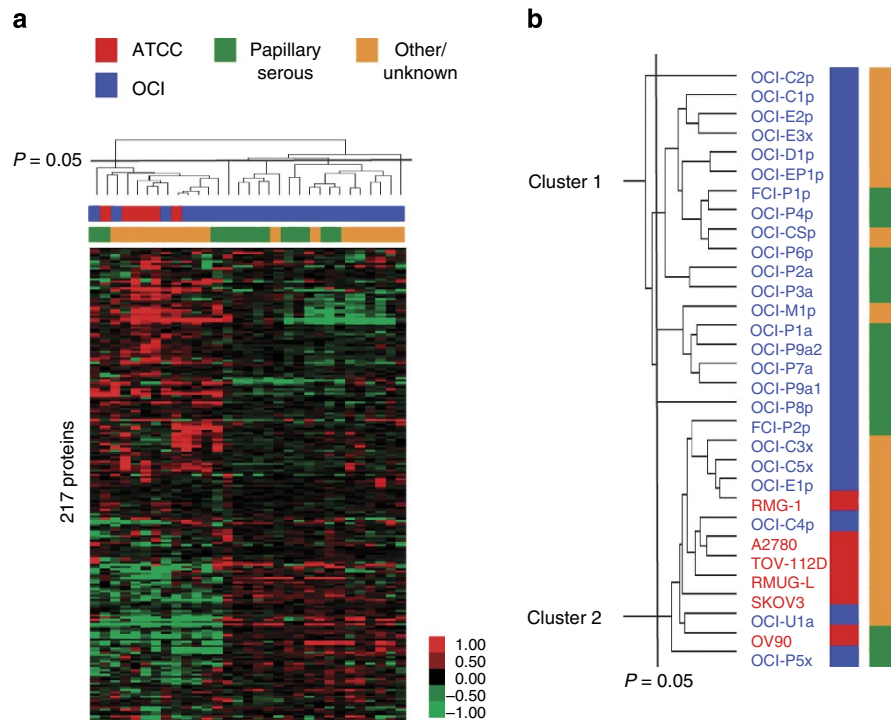 a
ATCC
OCI
Papillary
serous
Other/
unknown
P = 0.05
217 proteins
1.00
0.50
0.00
−0.50
−1.00
b
Cluster 1
Cluster 2
OCI-C2p
OCI-C1p
OCI-E2p
OCI-E3x
OCI-D1p
OCI-EP1p
FCI-P1p
OCI-P4p
OCI-CSp
OCI-P6p
OCI-P2a
OCI-P3a
OCI-M1p
OCI-P1a
OCI-P9a2
OCI-P7a
OCI-P9a1
OCI-P8p
FCI-P2p
OCI-C3x
OCI-C5x
OCI-E1p
RMG-1
OCI-C4p
A2780
TOV-112D
RMUG-L
SKOV3
OCI-U1a
OV90
OCI-P5x
P = 0.05